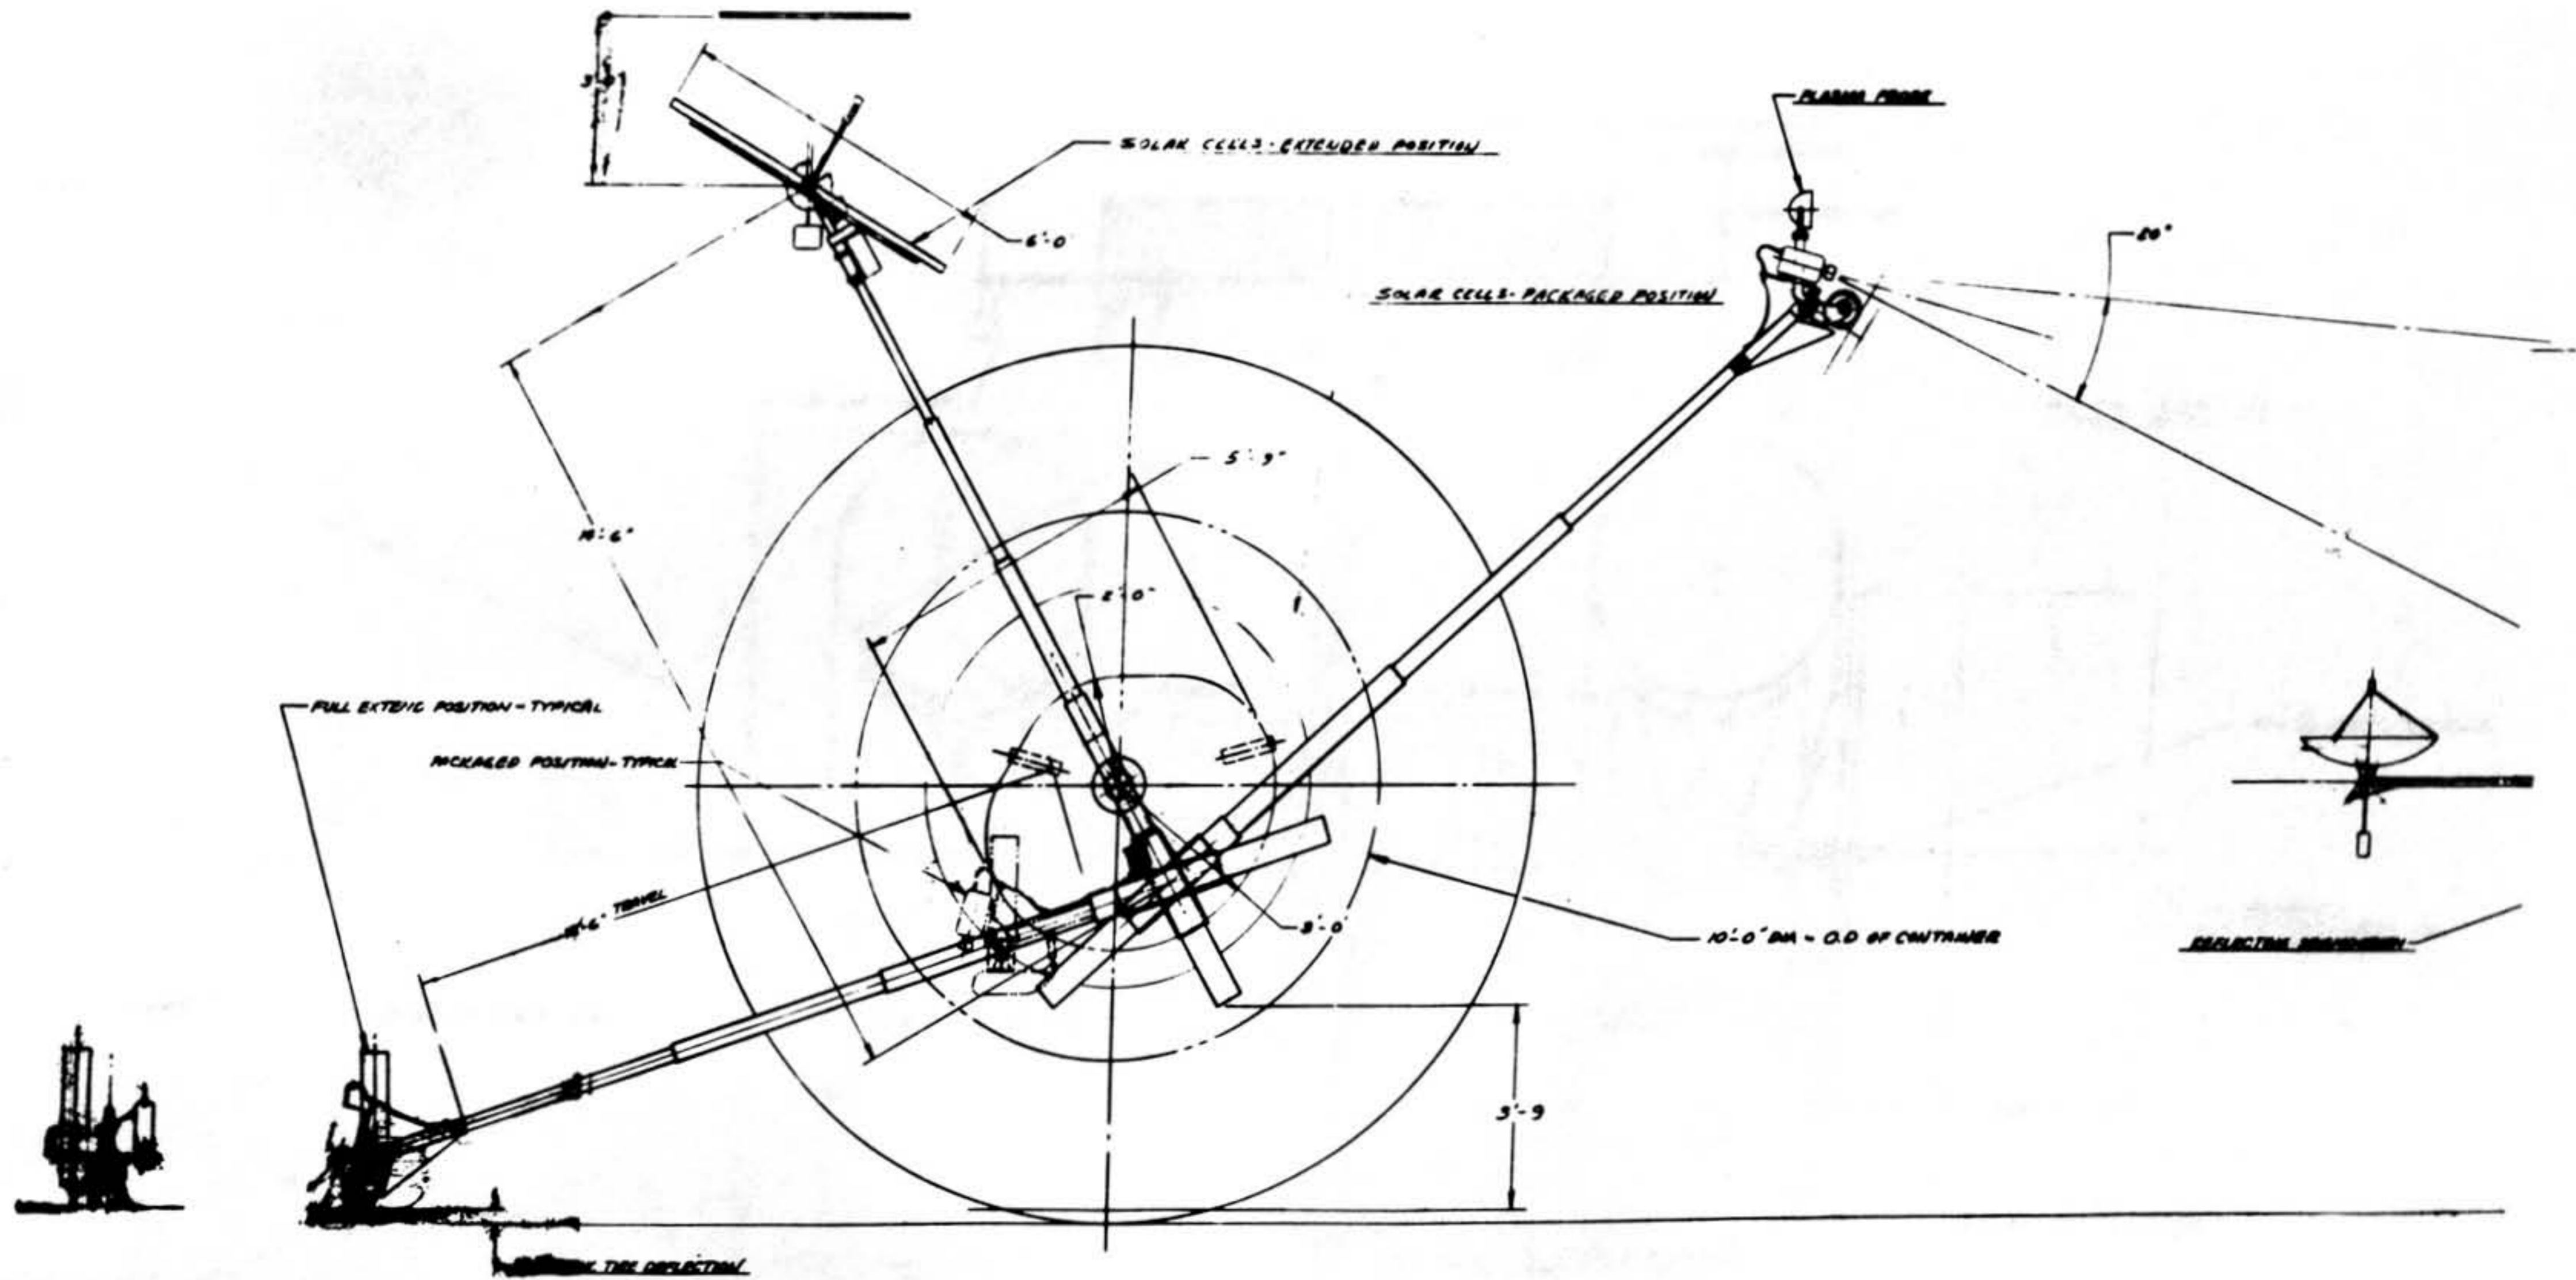 PLASMA PROBE
SOLAR CELLS - EXTENDED POSITION
6'-0
20°
SOLAR CELLS - PACKAGED POSITION
5'-9"
2'-0"
FULL EXTEND POSITION - TYPICAL
PACKAGED POSITION - TYPICAL
TRAVEL
3'-0
10'-0" DIA - O.D OF CONTAINER
3'-9
TIRE DEFLECTION